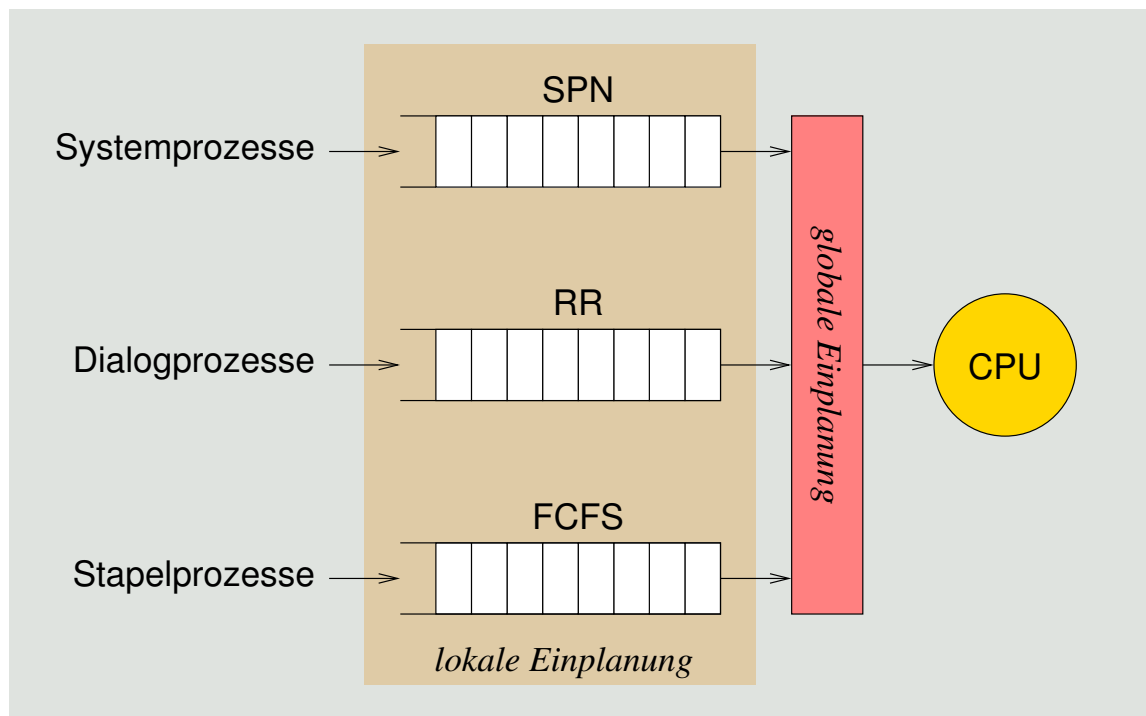 SPN
Systemprozesse
RR
Dialogprozesse
FCFS
Stapelprozesse
lokale Einplanung
globale Einplanung
CPU